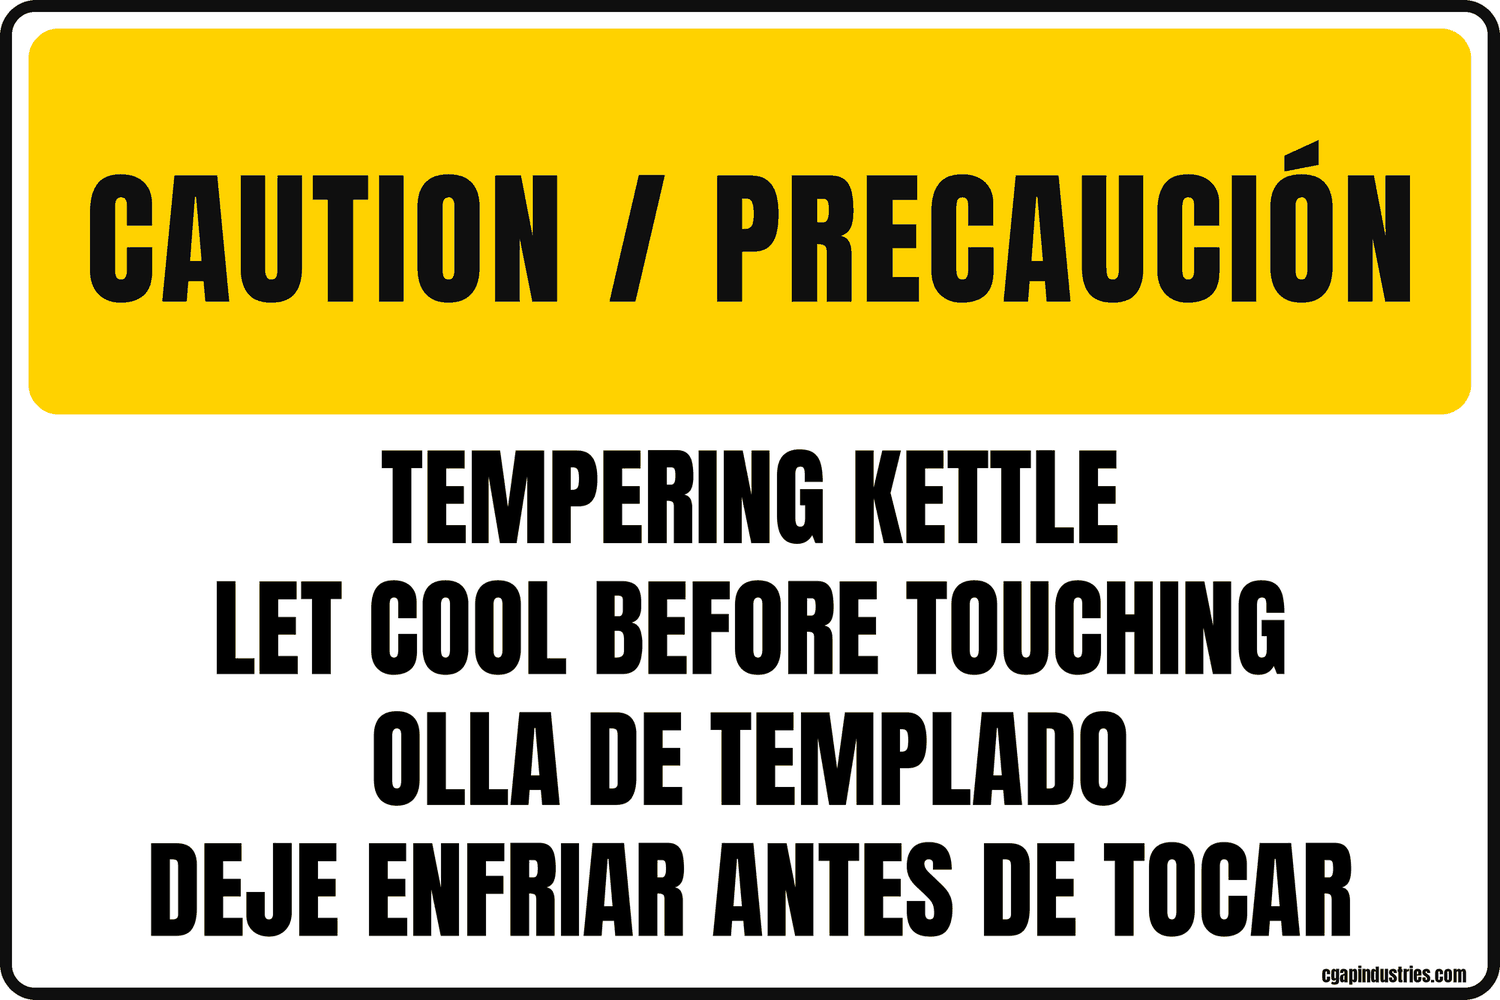 CAUTION / PRECAUCIÓN
TEMPERING KETTLE
LET COOL BEFORE TOUCHING
OLLA DE TEMPLADO
DEJE ENFRIAR ANTES DE TOCAR
cgapindustries.com